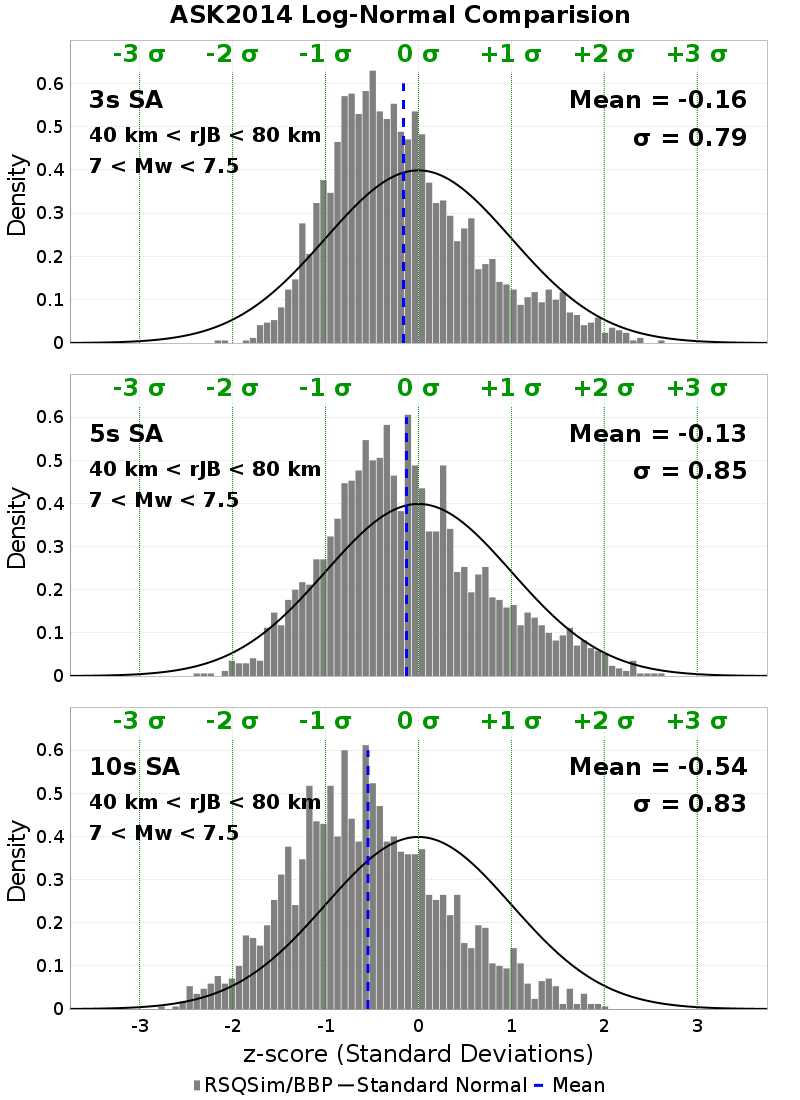 ASK2014 Log-Normal Comparision
-3 σ -2 σ -1 σ 0 σ +1 σ +2 σ +3 σ
3s SA
40 km < rJB < 80 km
7 < Mw < 7.5
Mean = -0.16
σ = 0.79
Density
0.6
0.5
0.4
0.3
0.2
0.1
0
-3 σ -2 σ -1 σ 0 σ +1 σ +2 σ +3 σ
5s SA
40 km < rJB < 80 km
7 < Mw < 7.5
Mean = -0.13
σ = 0.85
Density
0.6
0.5
0.4
0.3
0.2
0.1
0
-3 σ -2 σ -1 σ 0 σ +1 σ +2 σ +3 σ
10s SA
40 km < rJB < 80 km
7 < Mw < 7.5
Mean = -0.54
σ = 0.83
Density
0.6
0.5
0.4
0.3
0.2
0.1
0
-3 -2 -1 0 1 2 3
z-score (Standard Deviations)
RSQSim/BBP Standard Normal Mean